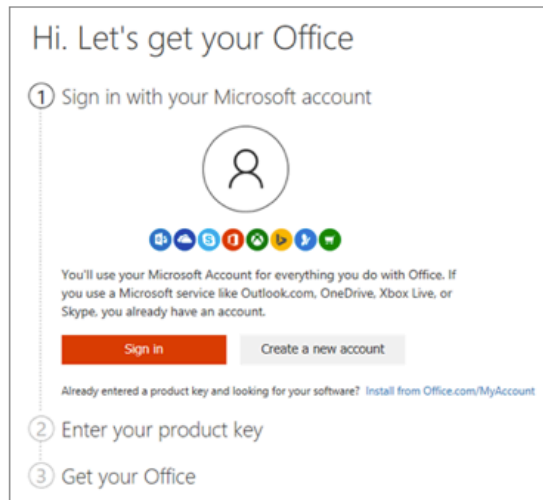 Hi. Let's get your Office
1 Sign in with your Microsoft account
You'll use your Microsoft Account for everything you do with Office. If
you use a Microsoft service like Outlook.com, OneDrive, Xbox Live, or
Skype, you already have an account.
Sign in
Create a new account
Already entered a product key and looking for your software? Install from Office.com/MyAccount
2 Enter your product key
3 Get your Office